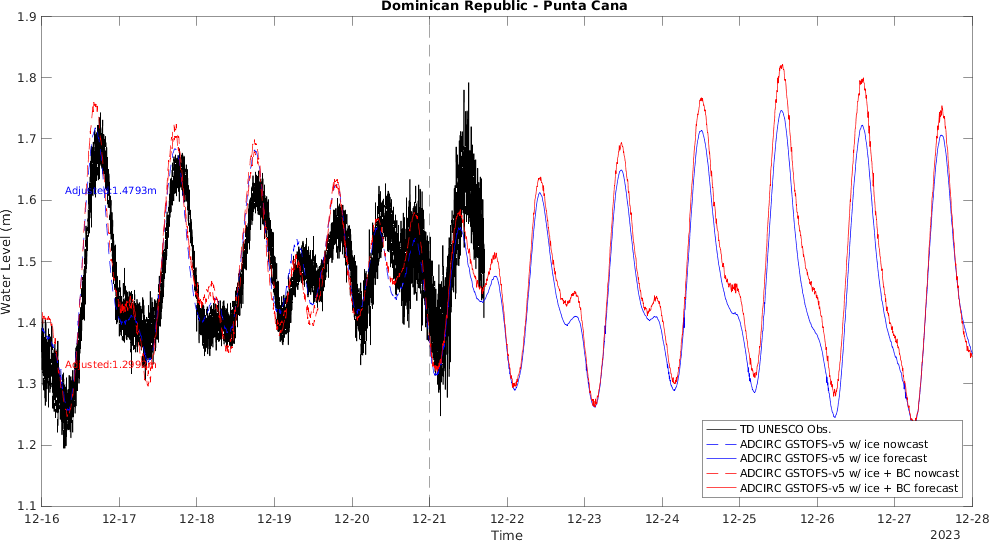 Dominican Republic - Punta Cana
Water Level (m)
1.9
1.8
1.7
1.6
1.5
1.4
1.3
1.2
1.1
Adjusted:1.4793m
12-16
12-17
12-18
12-19
12-20
12-21
12-22
12-23
12-24
12-25
12-26
12-27
12-28
Time
2023
TD UNESCO Obs.
ADCIRC GSTOFS-v5 w/ ice nowcast
ADCIRC GSTOFS-v5 w/ ice forecast
ADCIRC GSTOFS-v5 w/ ice + BC nowcast
ADCIRC GSTOFS-v5 w/ ice + BC forecast